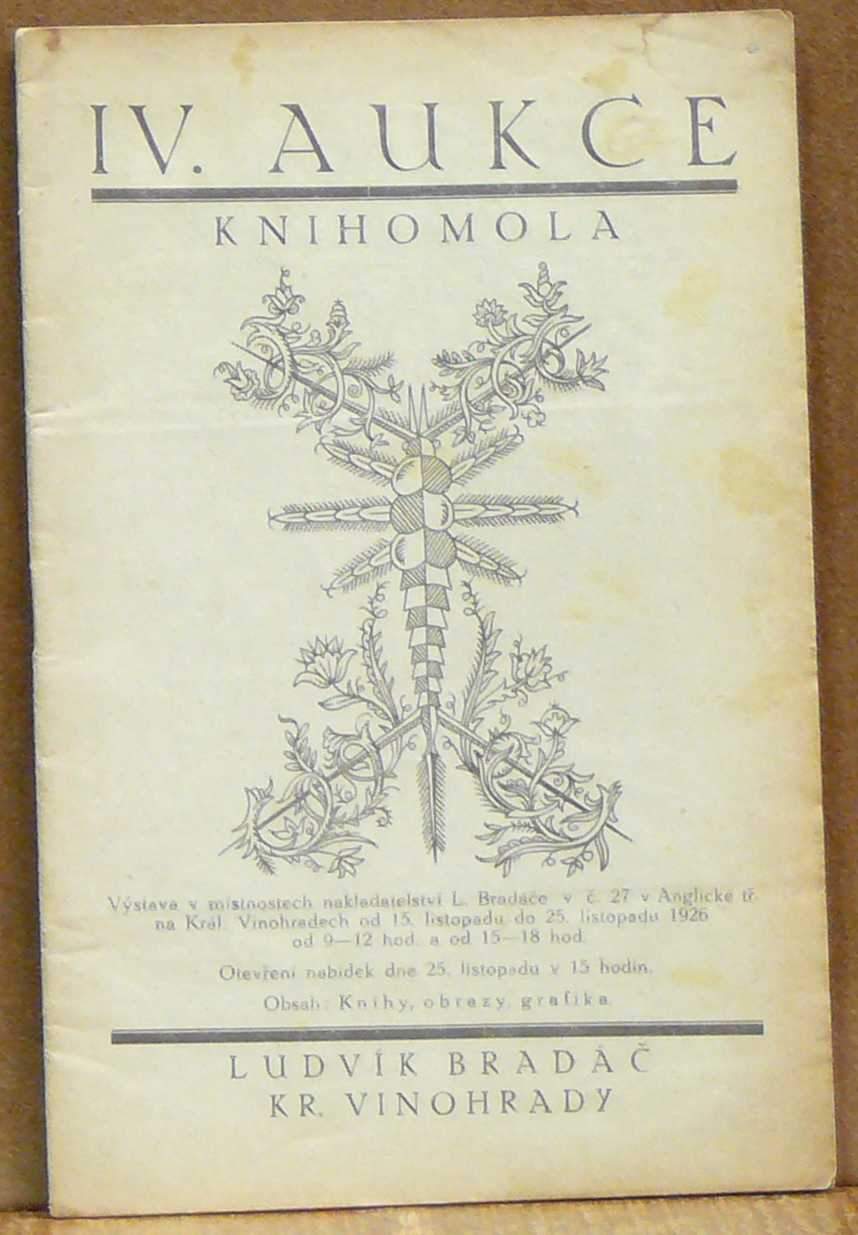 IV. AUKCE
KNIHOMOLA
Výstava v místnostech nakladatelství L. Bradáče v č. 27 v Anglické tř.
na Král. Vinohradech od 15. listopadu do 25. listopadu 1926
od 9—12 hod. a od 15—18 hod.
Otevření nabídek dne 25. listopadu v 15 hodin.
Obsah: Knihy, obrazy, grafika.
LUDVÍK BRADÁČ
KR. VINOHRADY